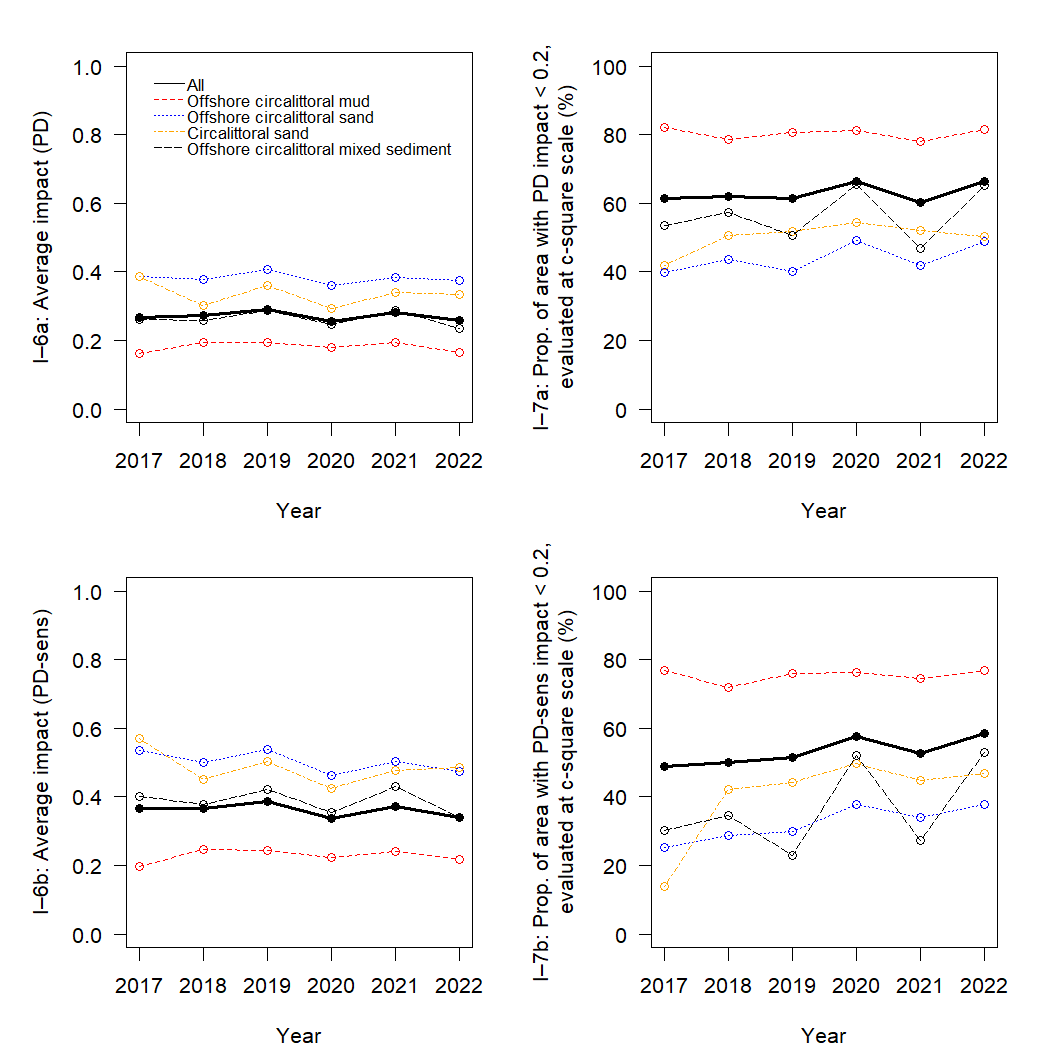 I−6a: Average impact (PD)
1.0
0.8
0.6
0.4
0.2
0.0
All
Offshore circalittoral mud
Offshore circalittoral sand
Circalittoral sand
Offshore circalittoral mixed sediment
2017 2018 2019 2020 2021 2022
Year
I−7a: Prop. of area with PD impact < 0.2,
evaluated at c-square scale (%)
100
80
60
40
20
0
2017 2018 2019 2020 2021 2022
Year
I−6b: Average impact (PD-sens)
1.0
0.8
0.6
0.4
0.2
0.0
2017 2018 2019 2020 2021 2022
Year
I−7b: Prop. of area with PD-sens impact < 0.2,
evaluated at c-square scale (%)
100
80
60
40
20
0
2017 2018 2019 2020 2021 2022
Year